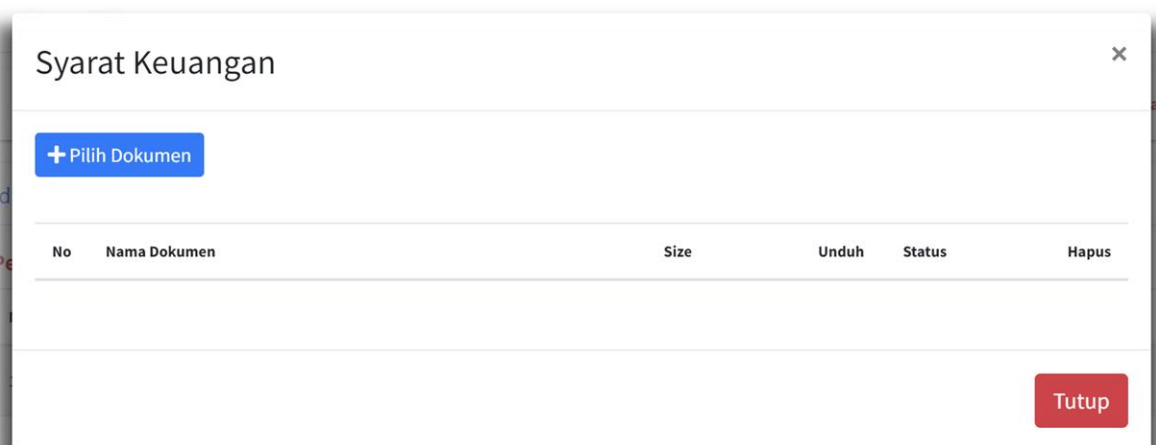 Syarat Keuangan
×
+ Pilih Dokumen
No Nama Dokumen Size Unduh Status Hapus
Tutup